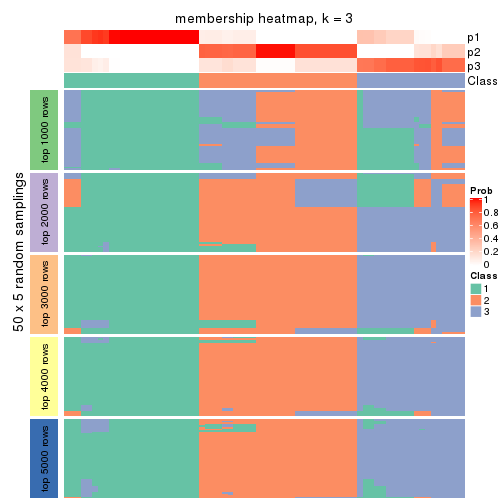 membership heatmap, k = 3
p1
p2
p3
Class
50 x 5 random samplings
top 1000 rows
top 2000 rows
top 3000 rows
top 4000 rows
top 5000 rows
Prob
1
0.8
0.6
0.4
0.2
0
Class
1
2
3